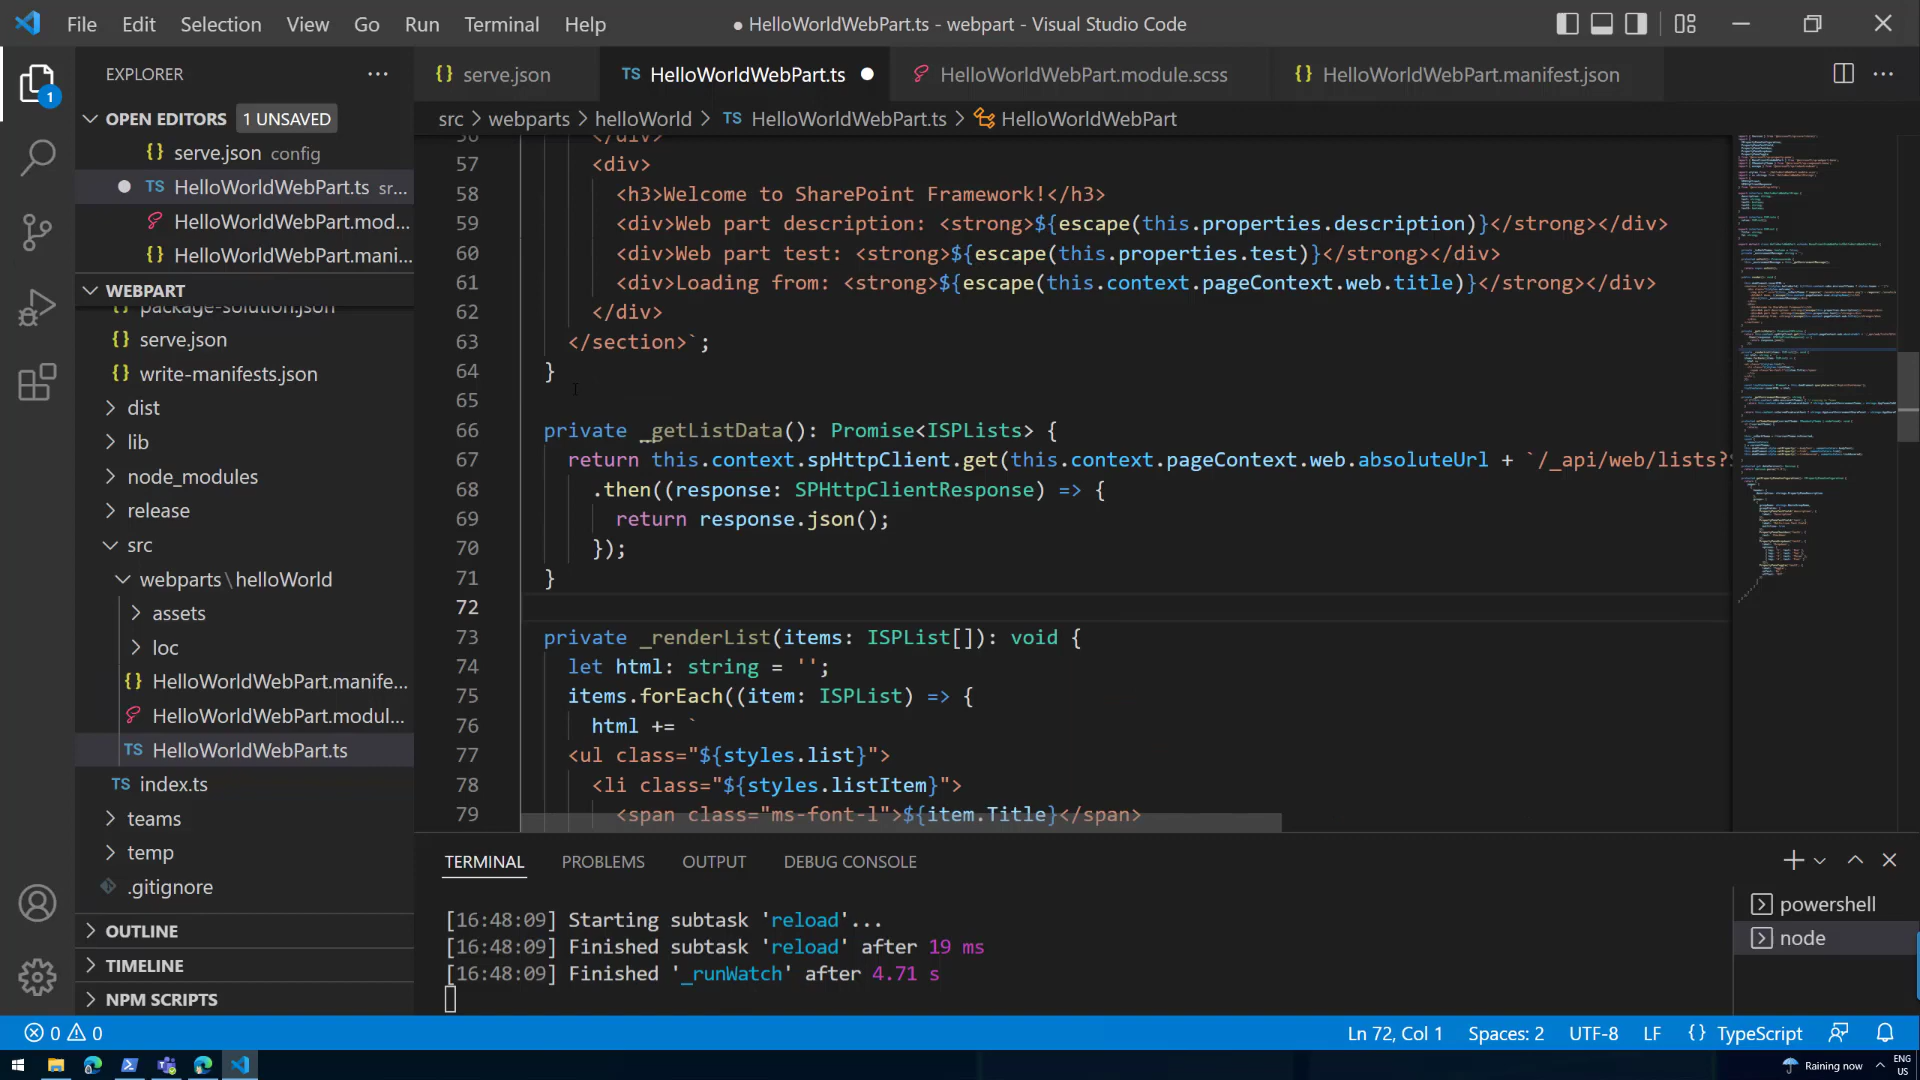 File Edit Selection View Go Run Terminal Help
● HelloWorldWebPart.ts - webpart - Visual Studio Code
EXPLORER ···
{} serve.json
TS HelloWorldWebPart.ts ●
HelloWorldWebPart.module.scss
{} HelloWorldWebPart.manifest.json
1
OPEN EDITORS 1 UNSAVED
{} serve.json config
● TS HelloWorldWebPart.ts sr...
HelloWorldWebPart.mod...
{} HelloWorldWebPart.mani...
WEBPART
{} package-solution.json
{} serve.json
{} write-manifests.json
dist
lib
node_modules
release
src
webparts\helloWorld
assets
loc
{} HelloWorldWebPart.manife...
HelloWorldWebPart.modul...
TS HelloWorldWebPart.ts
TS index.ts
teams
temp
.gitignore
OUTLINE
TIMELINE
NPM SCRIPTS
src > webparts > helloWorld > TS HelloWorldWebPart.ts > HelloWorldWebPart
56 </div>
57 <div>
58 <h3>Welcome to SharePoint Framework!</h3>
59 <div>Web part description: <strong>${escape(this.properties.description)}</strong></div>
60 <div>Web part test: <strong>${escape(this.properties.test)}</strong></div>
61 <div>Loading from: <strong>${escape(this.context.pageContext.web.title)}</strong></div>
62 </div>
63 </section>`;
64 }
65
66 private _getListData(): Promise<ISPLists> {
67 return this.context.spHttpClient.get(this.context.pageContext.web.absoluteUrl + `/_api/web/lists?
68 .then((response: SPHttpClientResponse) => {
69 return response.json();
70 });
71 }
72
73 private _renderList(items: ISPList[]): void {
74 let html: string = '';
75 items.forEach((item: ISPList) => {
76 html += `
77 <ul class="${styles.list}">
78 <li class="${styles.listItem}">
79 <span class="ms-font-l">${item.Title}</span>
TERMINAL PROBLEMS OUTPUT DEBUG CONSOLE
[16:48:09] Starting subtask 'reload'...
[16:48:09] Finished subtask 'reload' after 19 ms
[16:48:09] Finished '_runWatch' after 4.71 s
powershell
node
0 0
Ln 72, Col 1 Spaces: 2 UTF-8 LF {} TypeScript
Raining now
ENG
US